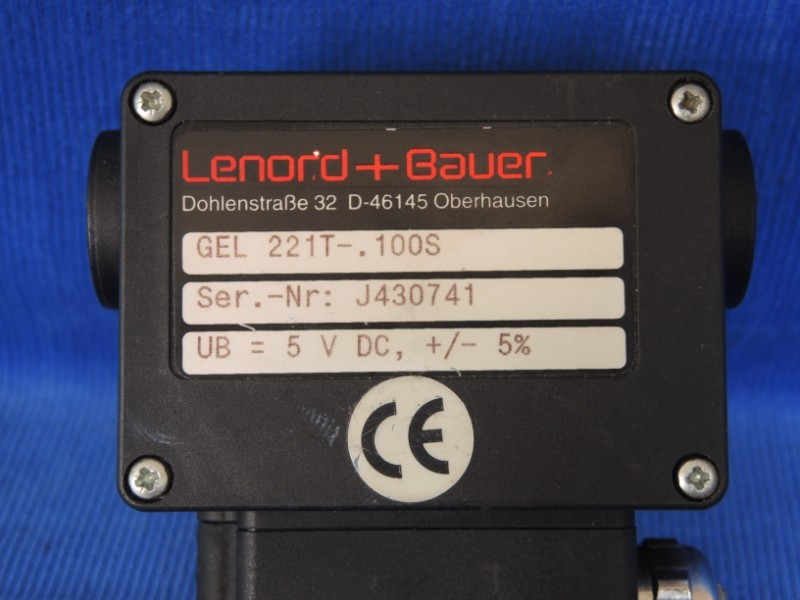 Lenord+Bauer
Dohlenstraße 32 D-46145 Oberhausen
GEL 221T-.100S
Ser.-Nr: J430741
UB = 5 V DC, +/- 5%
CE